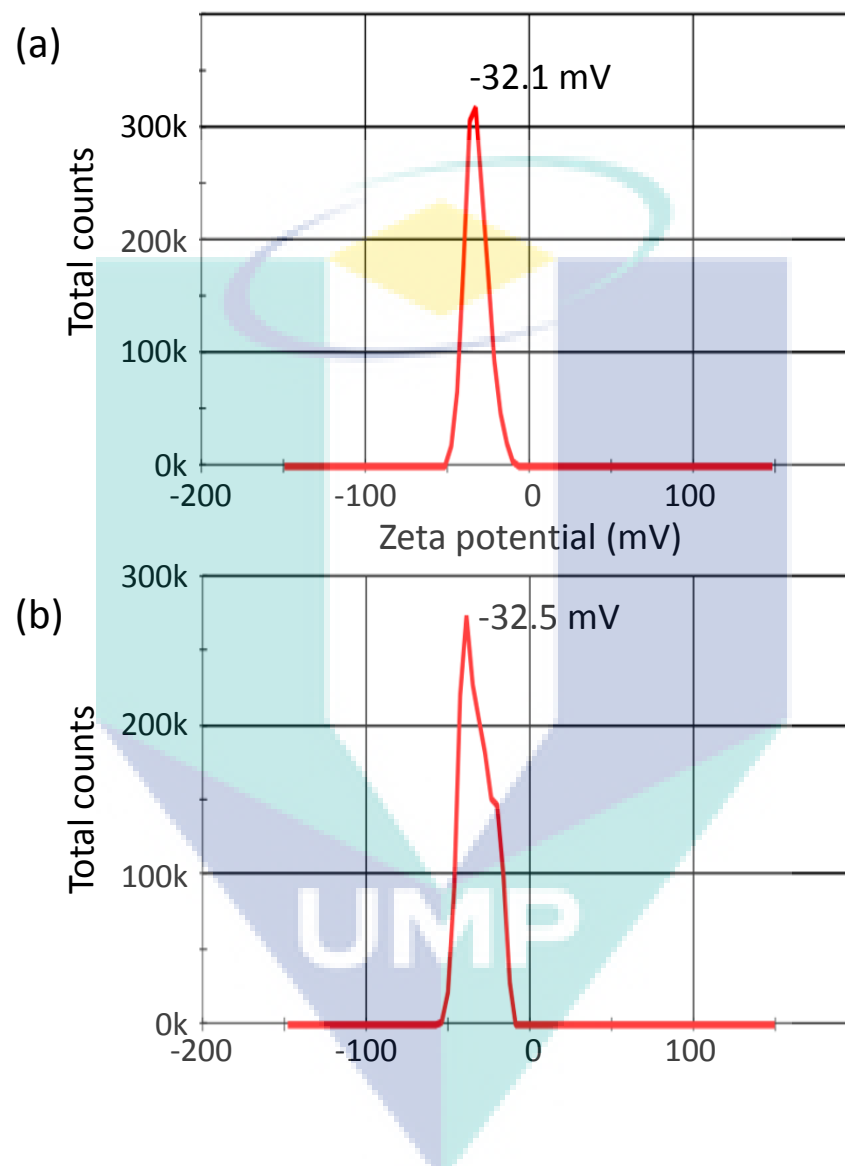 (a)
-32.1 mV
Total counts
300k
200k
100k
0k
-200 -100 0 100
Zeta potential (mV)
(b)
300k
-32.5 mV
Total counts
200k
100k
UMP
0k
-200 -100 0 100